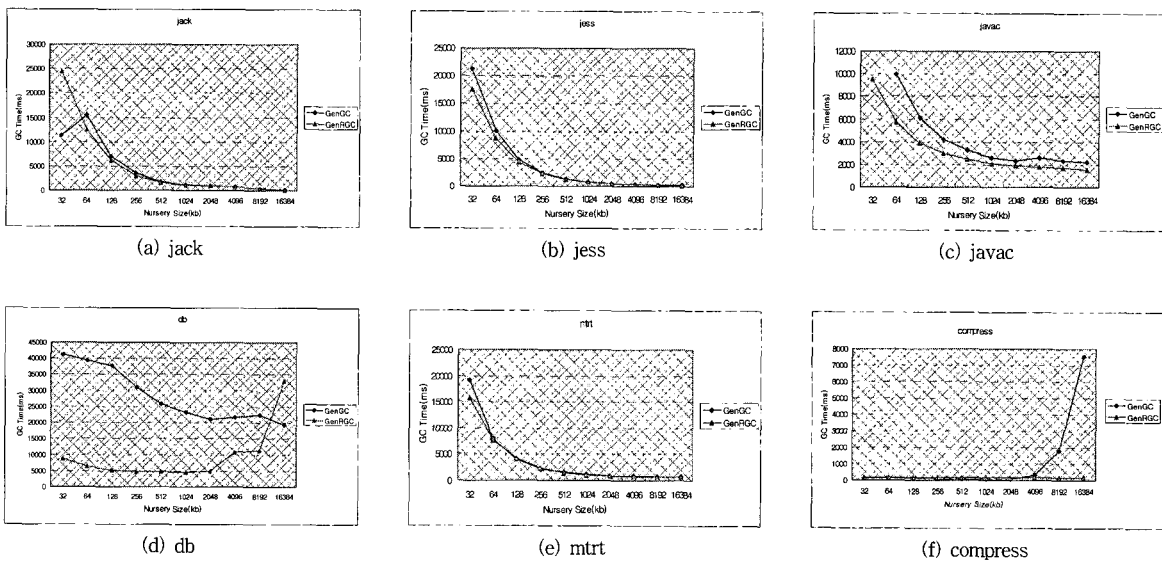 jack
30000
25000
20000
15000
10000
5000
0
GC Time(ms)
32 64 128 256 512 1024 2048 4096 8192 16384
Nursery Size(kb)
GenGC
GenRGC
(a) jack
jess
25000
20000
15000
10000
5000
0
GC Time(ms)
32 64 128 256 512 1024 2048 4096 8192 16384
Nursery Size(kb)
GenGC
GenRGC
(b) jess
javac
12000
10000
8000
6000
4000
2000
0
GC Time(ms)
32 64 128 256 512 1024 2048 4096 8192 16384
Nursery Size(kb)
GenGC
GenRGC
(c) javac
db
45000
40000
35000
30000
25000
20000
15000
10000
5000
0
GC Time(ms)
32 64 128 256 512 1024 2048 4096 8192 16384
Nursery Size(kb)
GenGC
GenRGC
(d) db
mtrt
25000
20000
15000
10000
5000
0
GC Time(ms)
32 64 128 256 512 1024 2048 4096 8192 16384
Nursery Size(kb)
GenGC
GenRGC
(e) mtrt
compress
8000
7000
6000
5000
4000
3000
2000
1000
0
GC Time(ms)
32 64 128 256 512 1024 2048 4096 8192 16384
Nursery Size(kb)
GenGC
GenRGC
(f) compress